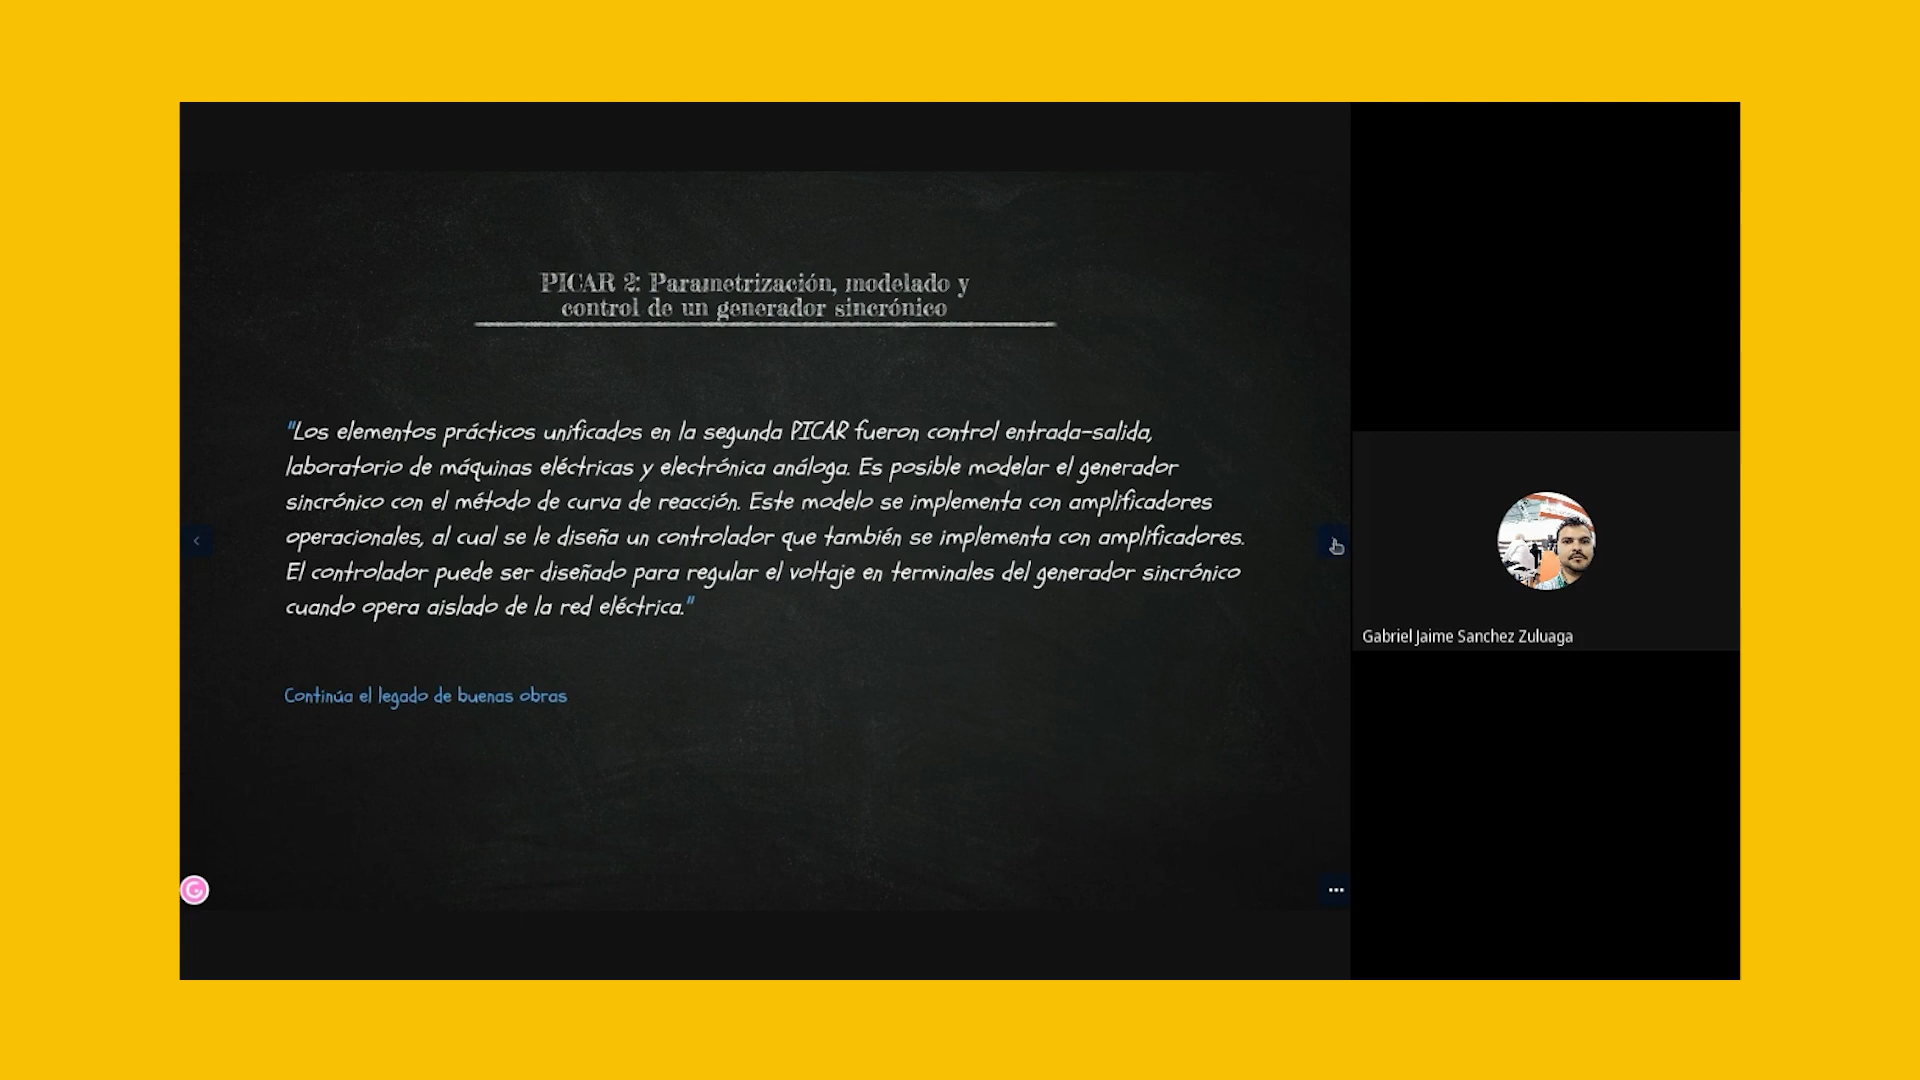 PICAR 2: Parametrización, modelado y
control de un generador sincrónico
"Los elementos prácticos unificados en la segunda PICAR fueron control entrada-salida,
laboratorio de máquinas eléctricas y electrónica análoga. Es posible modelar el generador
sincrónico con el método de curva de reacción. Este modelo se implementa con amplificadores
operacionales, al cual se le diseña un controlador que también se implementa con amplificadores.
El controlador puede ser diseñado para regular el voltaje en terminales del generador sincrónico
cuando opera aislado de la red eléctrica."
Continúa el legado de buenas obras
Gabriel Jaime Sanchez Zuluaga